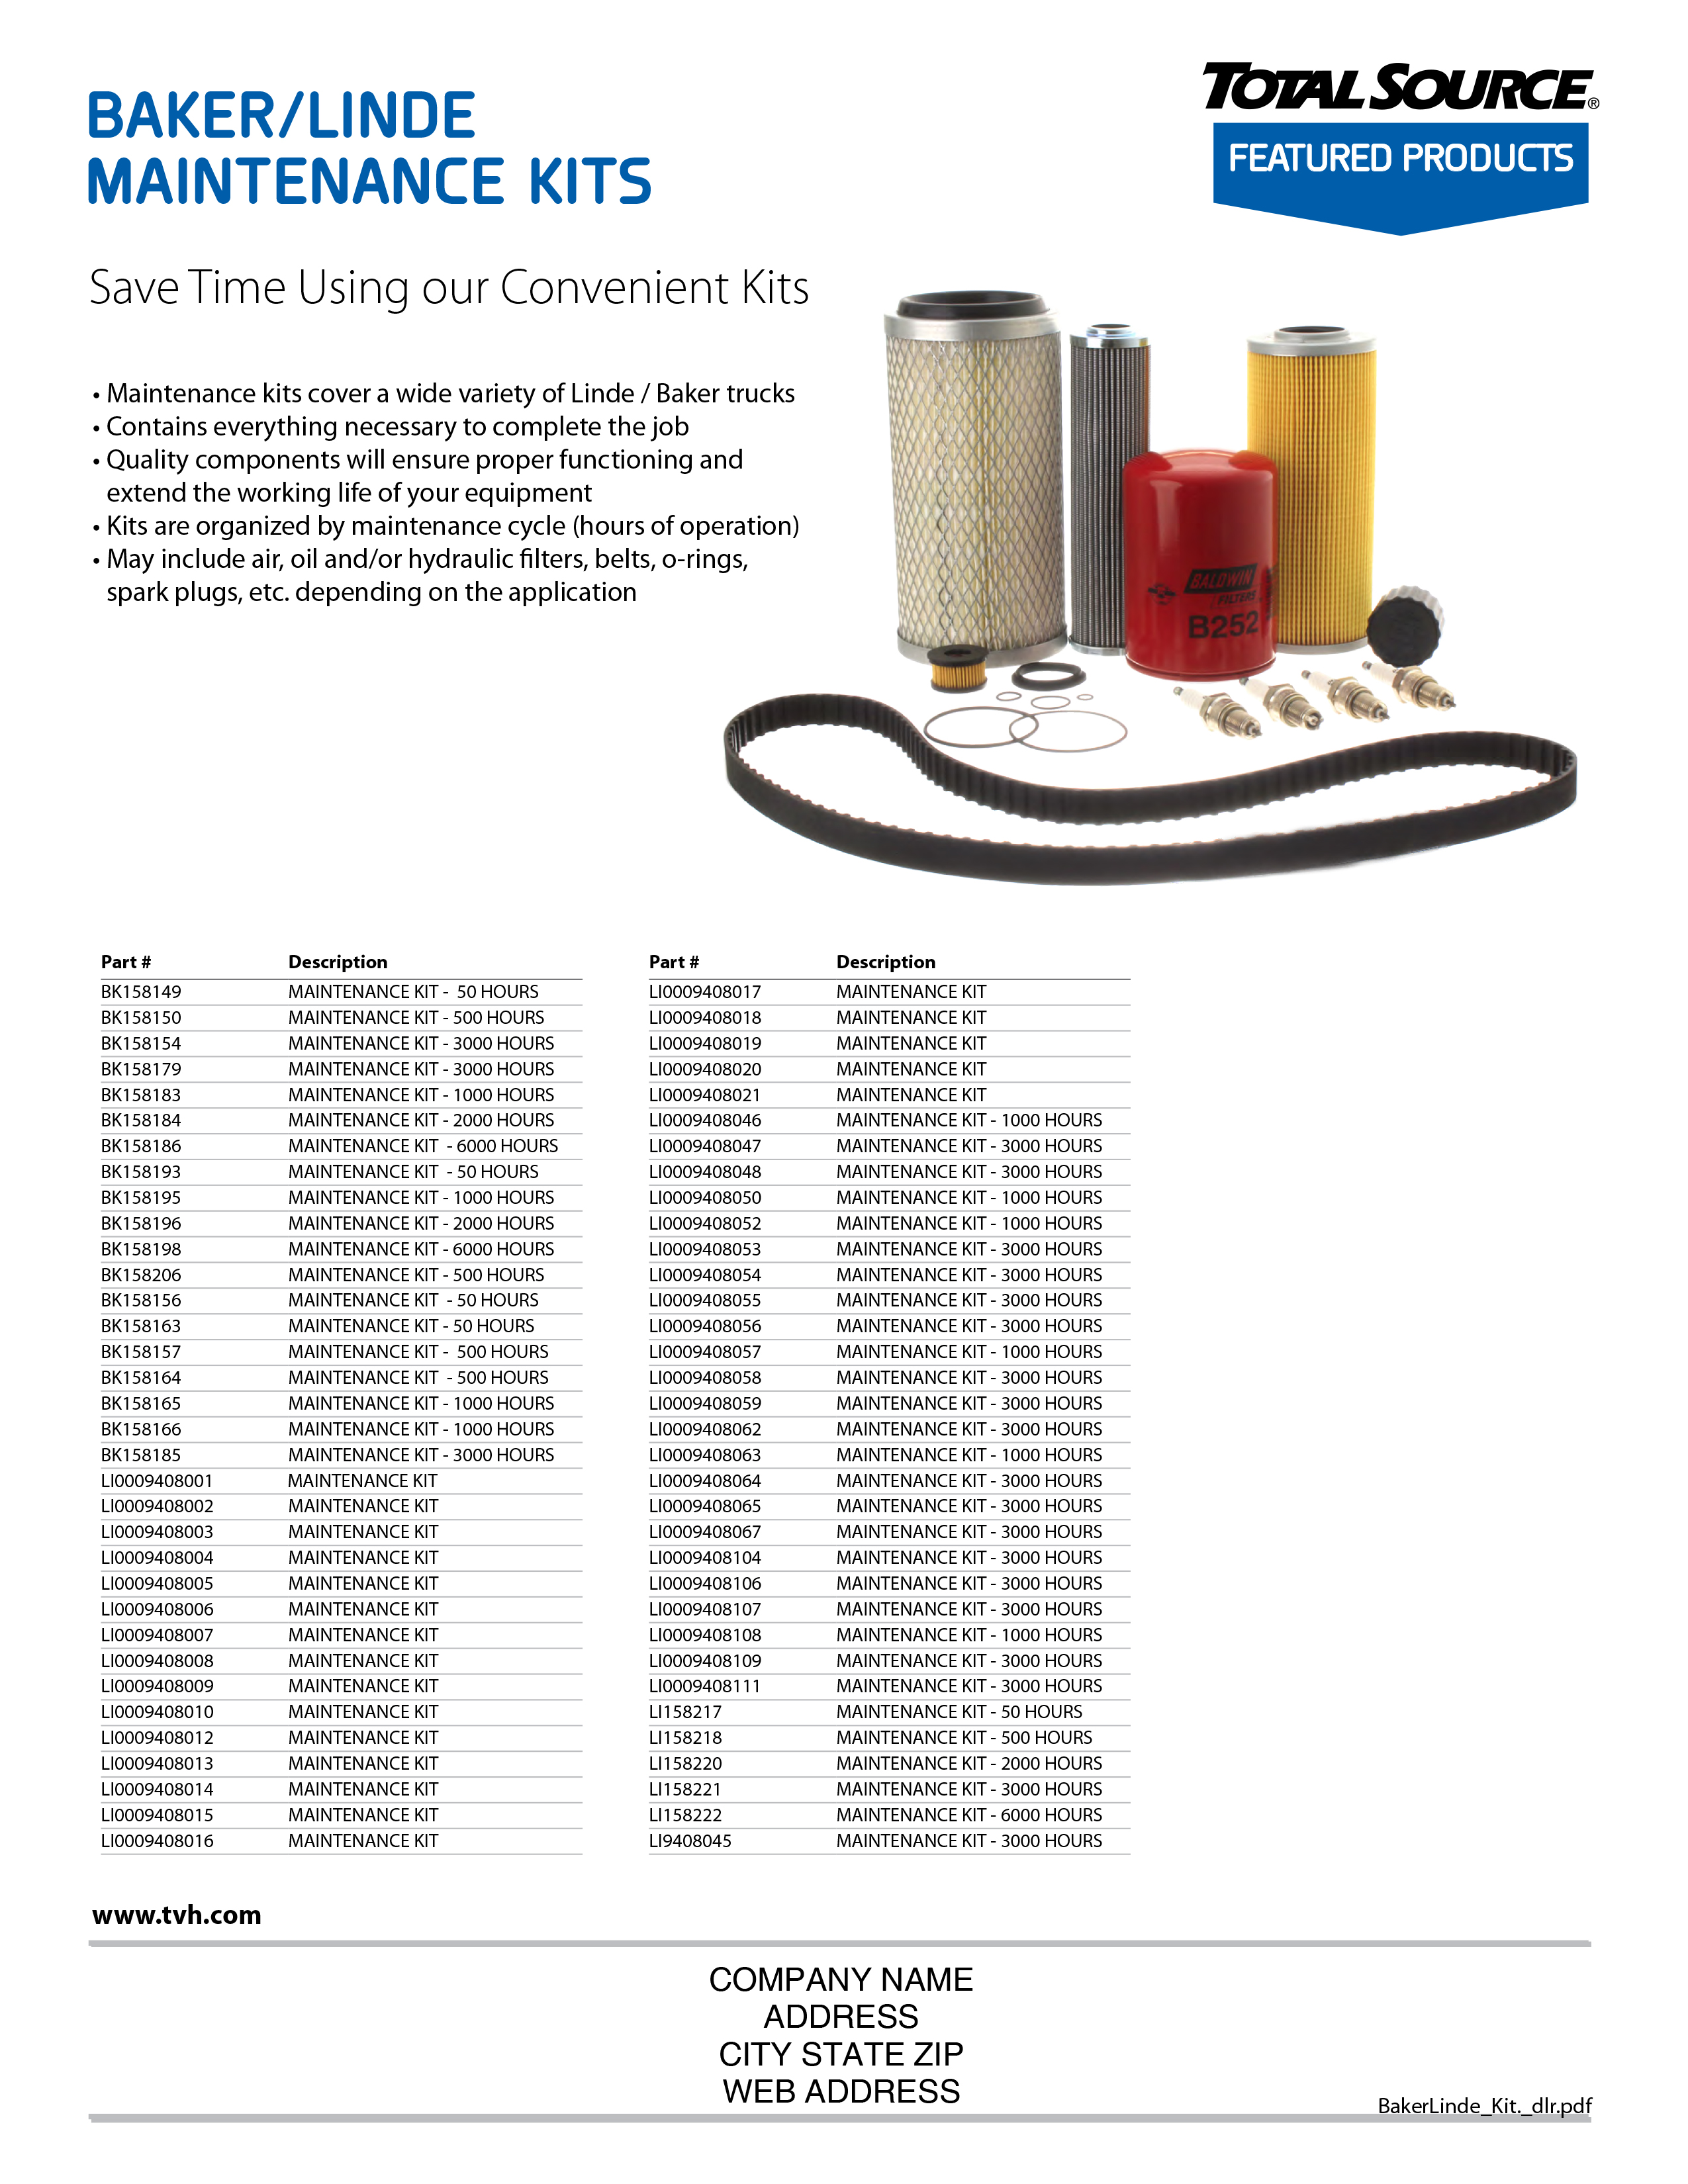 BAKER/LINDE
MAINTENANCE KITS
TOTALSOURCE®
FEATURED PRODUCTS
Save Time Using our Convenient Kits
• Maintenance kits cover a wide variety of Linde / Baker trucks
• Contains everything necessary to complete the job
• Quality components will ensure proper functioning and
extend the working life of your equipment
• Kits are organized by maintenance cycle (hours of operation)
• May include air, oil and/or hydraulic filters, belts, o-rings,
spark plugs, etc. depending on the application
BALDWIN
FILTERS
B252
Part # Description
BK158149 MAINTENANCE KIT - 50 HOURS
BK158150 MAINTENANCE KIT - 500 HOURS
BK158154 MAINTENANCE KIT - 3000 HOURS
BK158179 MAINTENANCE KIT - 3000 HOURS
BK158183 MAINTENANCE KIT - 1000 HOURS
BK158184 MAINTENANCE KIT - 2000 HOURS
BK158186 MAINTENANCE KIT - 6000 HOURS
BK158193 MAINTENANCE KIT - 50 HOURS
BK158195 MAINTENANCE KIT - 1000 HOURS
BK158196 MAINTENANCE KIT - 2000 HOURS
BK158198 MAINTENANCE KIT - 6000 HOURS
BK158206 MAINTENANCE KIT - 500 HOURS
BK158156 MAINTENANCE KIT - 50 HOURS
BK158163 MAINTENANCE KIT - 50 HOURS
BK158157 MAINTENANCE KIT - 500 HOURS
BK158164 MAINTENANCE KIT - 500 HOURS
BK158165 MAINTENANCE KIT - 1000 HOURS
BK158166 MAINTENANCE KIT - 1000 HOURS
BK158185 MAINTENANCE KIT - 3000 HOURS
LI0009408001 MAINTENANCE KIT
LI0009408002 MAINTENANCE KIT
LI0009408003 MAINTENANCE KIT
LI0009408004 MAINTENANCE KIT
LI0009408005 MAINTENANCE KIT
LI0009408006 MAINTENANCE KIT
LI0009408007 MAINTENANCE KIT
LI0009408008 MAINTENANCE KIT
LI0009408009 MAINTENANCE KIT
LI0009408010 MAINTENANCE KIT
LI0009408012 MAINTENANCE KIT
LI0009408013 MAINTENANCE KIT
LI0009408014 MAINTENANCE KIT
LI0009408015 MAINTENANCE KIT
LI0009408016 MAINTENANCE KIT
Part # Description
LI0009408017 MAINTENANCE KIT
LI0009408018 MAINTENANCE KIT
LI0009408019 MAINTENANCE KIT
LI0009408020 MAINTENANCE KIT
LI0009408021 MAINTENANCE KIT
LI0009408046 MAINTENANCE KIT - 1000 HOURS
LI0009408047 MAINTENANCE KIT - 3000 HOURS
LI0009408048 MAINTENANCE KIT - 3000 HOURS
LI0009408050 MAINTENANCE KIT - 1000 HOURS
LI0009408052 MAINTENANCE KIT - 1000 HOURS
LI0009408053 MAINTENANCE KIT - 3000 HOURS
LI0009408054 MAINTENANCE KIT - 3000 HOURS
LI0009408055 MAINTENANCE KIT - 3000 HOURS
LI0009408056 MAINTENANCE KIT - 3000 HOURS
LI0009408057 MAINTENANCE KIT - 1000 HOURS
LI0009408058 MAINTENANCE KIT - 3000 HOURS
LI0009408059 MAINTENANCE KIT - 3000 HOURS
LI0009408062 MAINTENANCE KIT - 3000 HOURS
LI0009408063 MAINTENANCE KIT - 1000 HOURS
LI0009408064 MAINTENANCE KIT - 3000 HOURS
LI0009408065 MAINTENANCE KIT - 3000 HOURS
LI0009408067 MAINTENANCE KIT - 3000 HOURS
LI0009408104 MAINTENANCE KIT - 3000 HOURS
LI0009408106 MAINTENANCE KIT - 3000 HOURS
LI0009408107 MAINTENANCE KIT - 3000 HOURS
LI0009408108 MAINTENANCE KIT - 1000 HOURS
LI0009408109 MAINTENANCE KIT - 3000 HOURS
LI0009408111 MAINTENANCE KIT - 3000 HOURS
LI158217 MAINTENANCE KIT - 50 HOURS
LI158218 MAINTENANCE KIT - 500 HOURS
LI158220 MAINTENANCE KIT - 2000 HOURS
LI158221 MAINTENANCE KIT - 3000 HOURS
LI158222 MAINTENANCE KIT - 6000 HOURS
LI9408045 MAINTENANCE KIT - 3000 HOURS
www.tvh.com
COMPANY NAME
ADDRESS
CITY STATE ZIP
WEB ADDRESS
BakerLinde_Kit._dlr.pdf